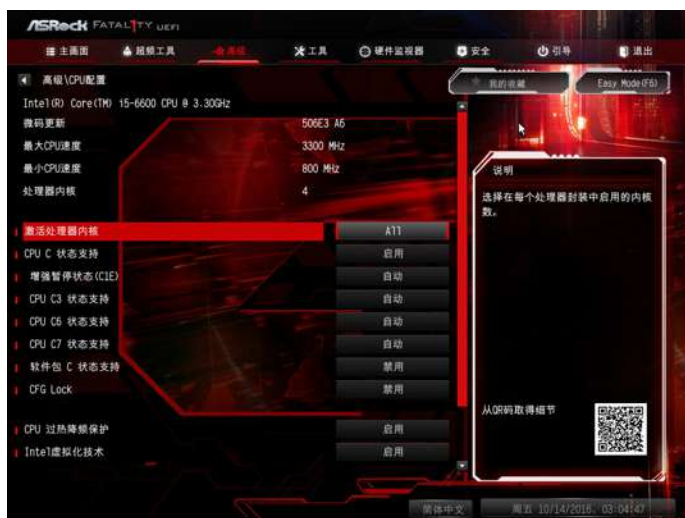 ASRock FATAL1TY UEFI
主画面 超频工具 高级 工具 硬件监视器 安全 引导 退出
高级\CPU配置
我的收藏 Easy Mode(F6)
Intel(R) Core(TM) i5-6600 CPU @ 3.30GHz
微码更新 506E3 A6
最大CPU速度 3300 MHz
最小CPU速度 800 MHz
处理器内核 4
激活处理器内核 All
CPU C 状态支持 启用
增强暂停状态(C1E) 自动
CPU C3 状态支持 自动
CPU C6 状态支持 自动
CPU C7 状态支持 自动
软件包 C 状态支持 禁用
CFG Lock 禁用
CPU 过热降频保护 启用
Intel虚拟化技术 启用
说明
选择在每个处理器封装中启用的内核
数。
从QR码取得细节
简体中文 周五 10/14/2016. 03:04:47